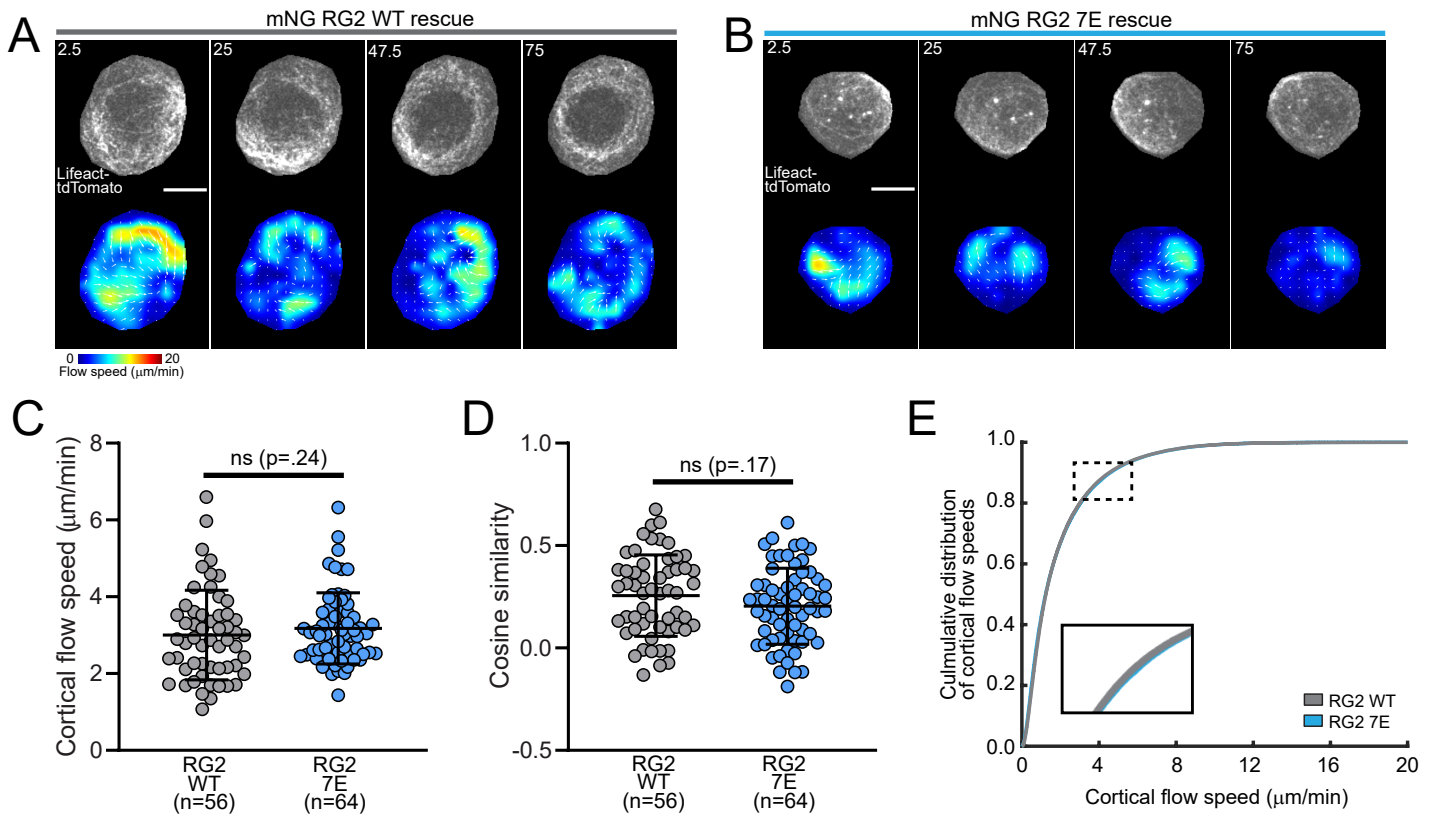 A
mNG RG2 WT rescue
2.5
25
47.5
75
Lifeact-
tdTomato
0
20
Flow speed (μm/min)
B
mNG RG2 7E rescue
2.5
25
47.5
75
Lifeact-
tdTomato
C
Cortical flow speed (μm/min)
8
6
4
2
0
ns (p=.24)
RG2
WT
(n=56)
RG2
7E
(n=64)
D
Cosine similarity
1.0
0.5
0.0
-0.5
ns (p=.17)
RG2
WT
(n=56)
RG2
7E
(n=64)
E
Culmulative distribution
of cortical flow speeds
1.0
0.8
0.6
0.4
0.2
0.0
RG2 WT
RG2 7E
0
4
8
12
16
20
Cortical flow speed (μm/min)